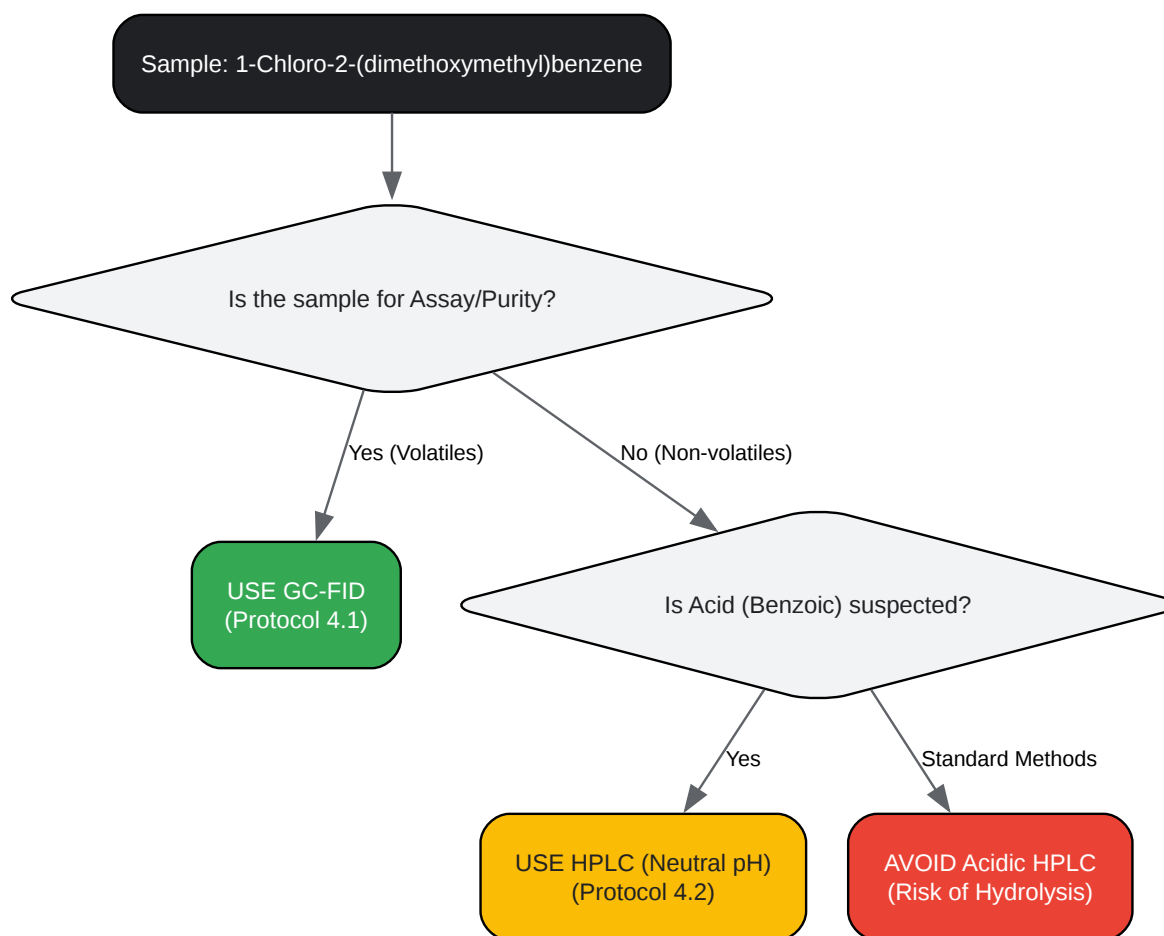 Sample: 1-Chloro-2-(dimethoxymethyl)benzene
Is the sample for Assay/Purity?
Yes (Volatiles)
No (Non-volatiles)
USE GC-FID
(Protocol 4.1)
Is Acid (Benzoic) suspected?
Yes
Standard Methods
USE HPLC (Neutral pH)
(Protocol 4.2)
AVOID Acidic HPLC
(Risk of Hydrolysis)